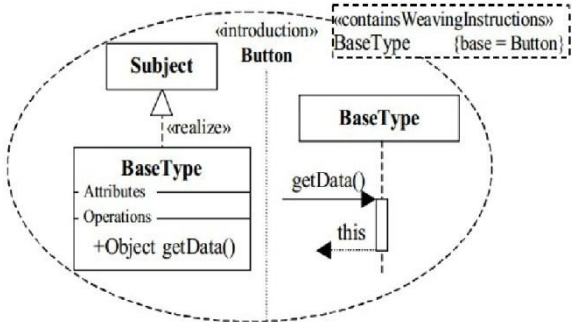 «containsWeavingInstructions»
BaseType {base = Button}
«introduction»
Button
Subject
«realize»
BaseType
Attributes
Operations
+Object getData()
BaseType
getData()
this